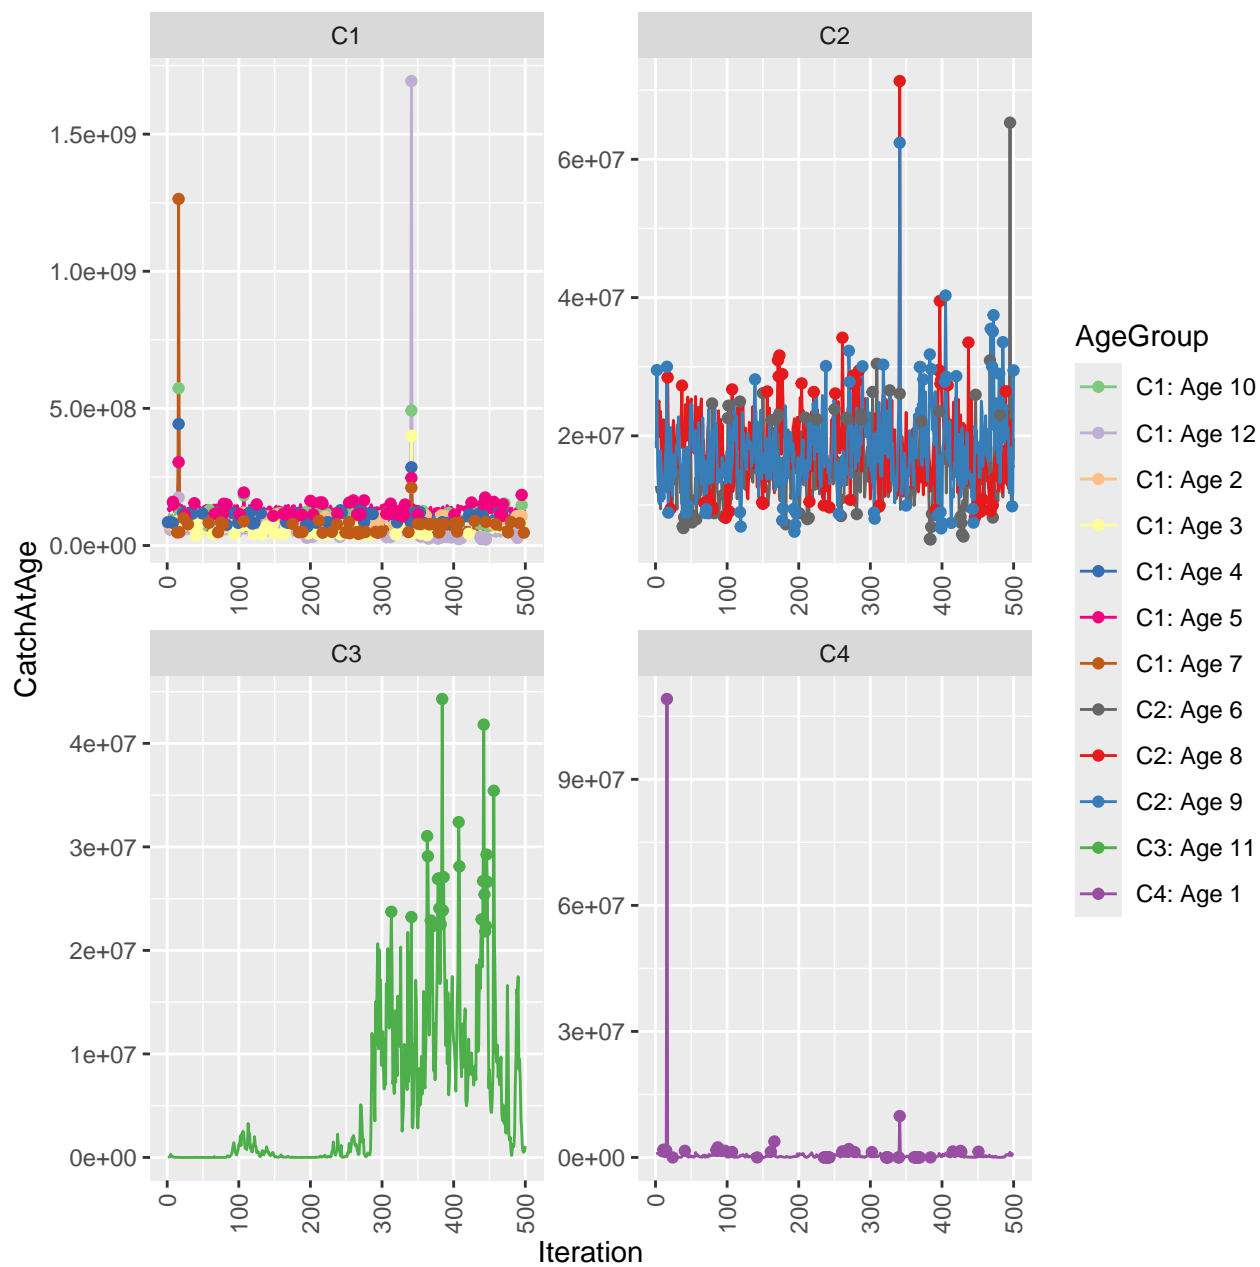 C1
C2
1.5e+09
1.0e+09
5.0e+08
0.0e+00
6e+07
4e+07
2e+07
0
100
200
300
400
500
0
100
200
300
400
500
C3
C4
4e+07
3e+07
2e+07
1e+07
0e+00
9e+07
6e+07
3e+07
0e+00
0
100
200
300
400
500
0
100
200
300
400
500
CatchAtAge
Iteration
AgeGroup
C1: Age 10
C1: Age 12
C1: Age 2
C1: Age 3
C1: Age 4
C1: Age 5
C1: Age 7
C2: Age 6
C2: Age 8
C2: Age 9
C3: Age 11
C4: Age 1